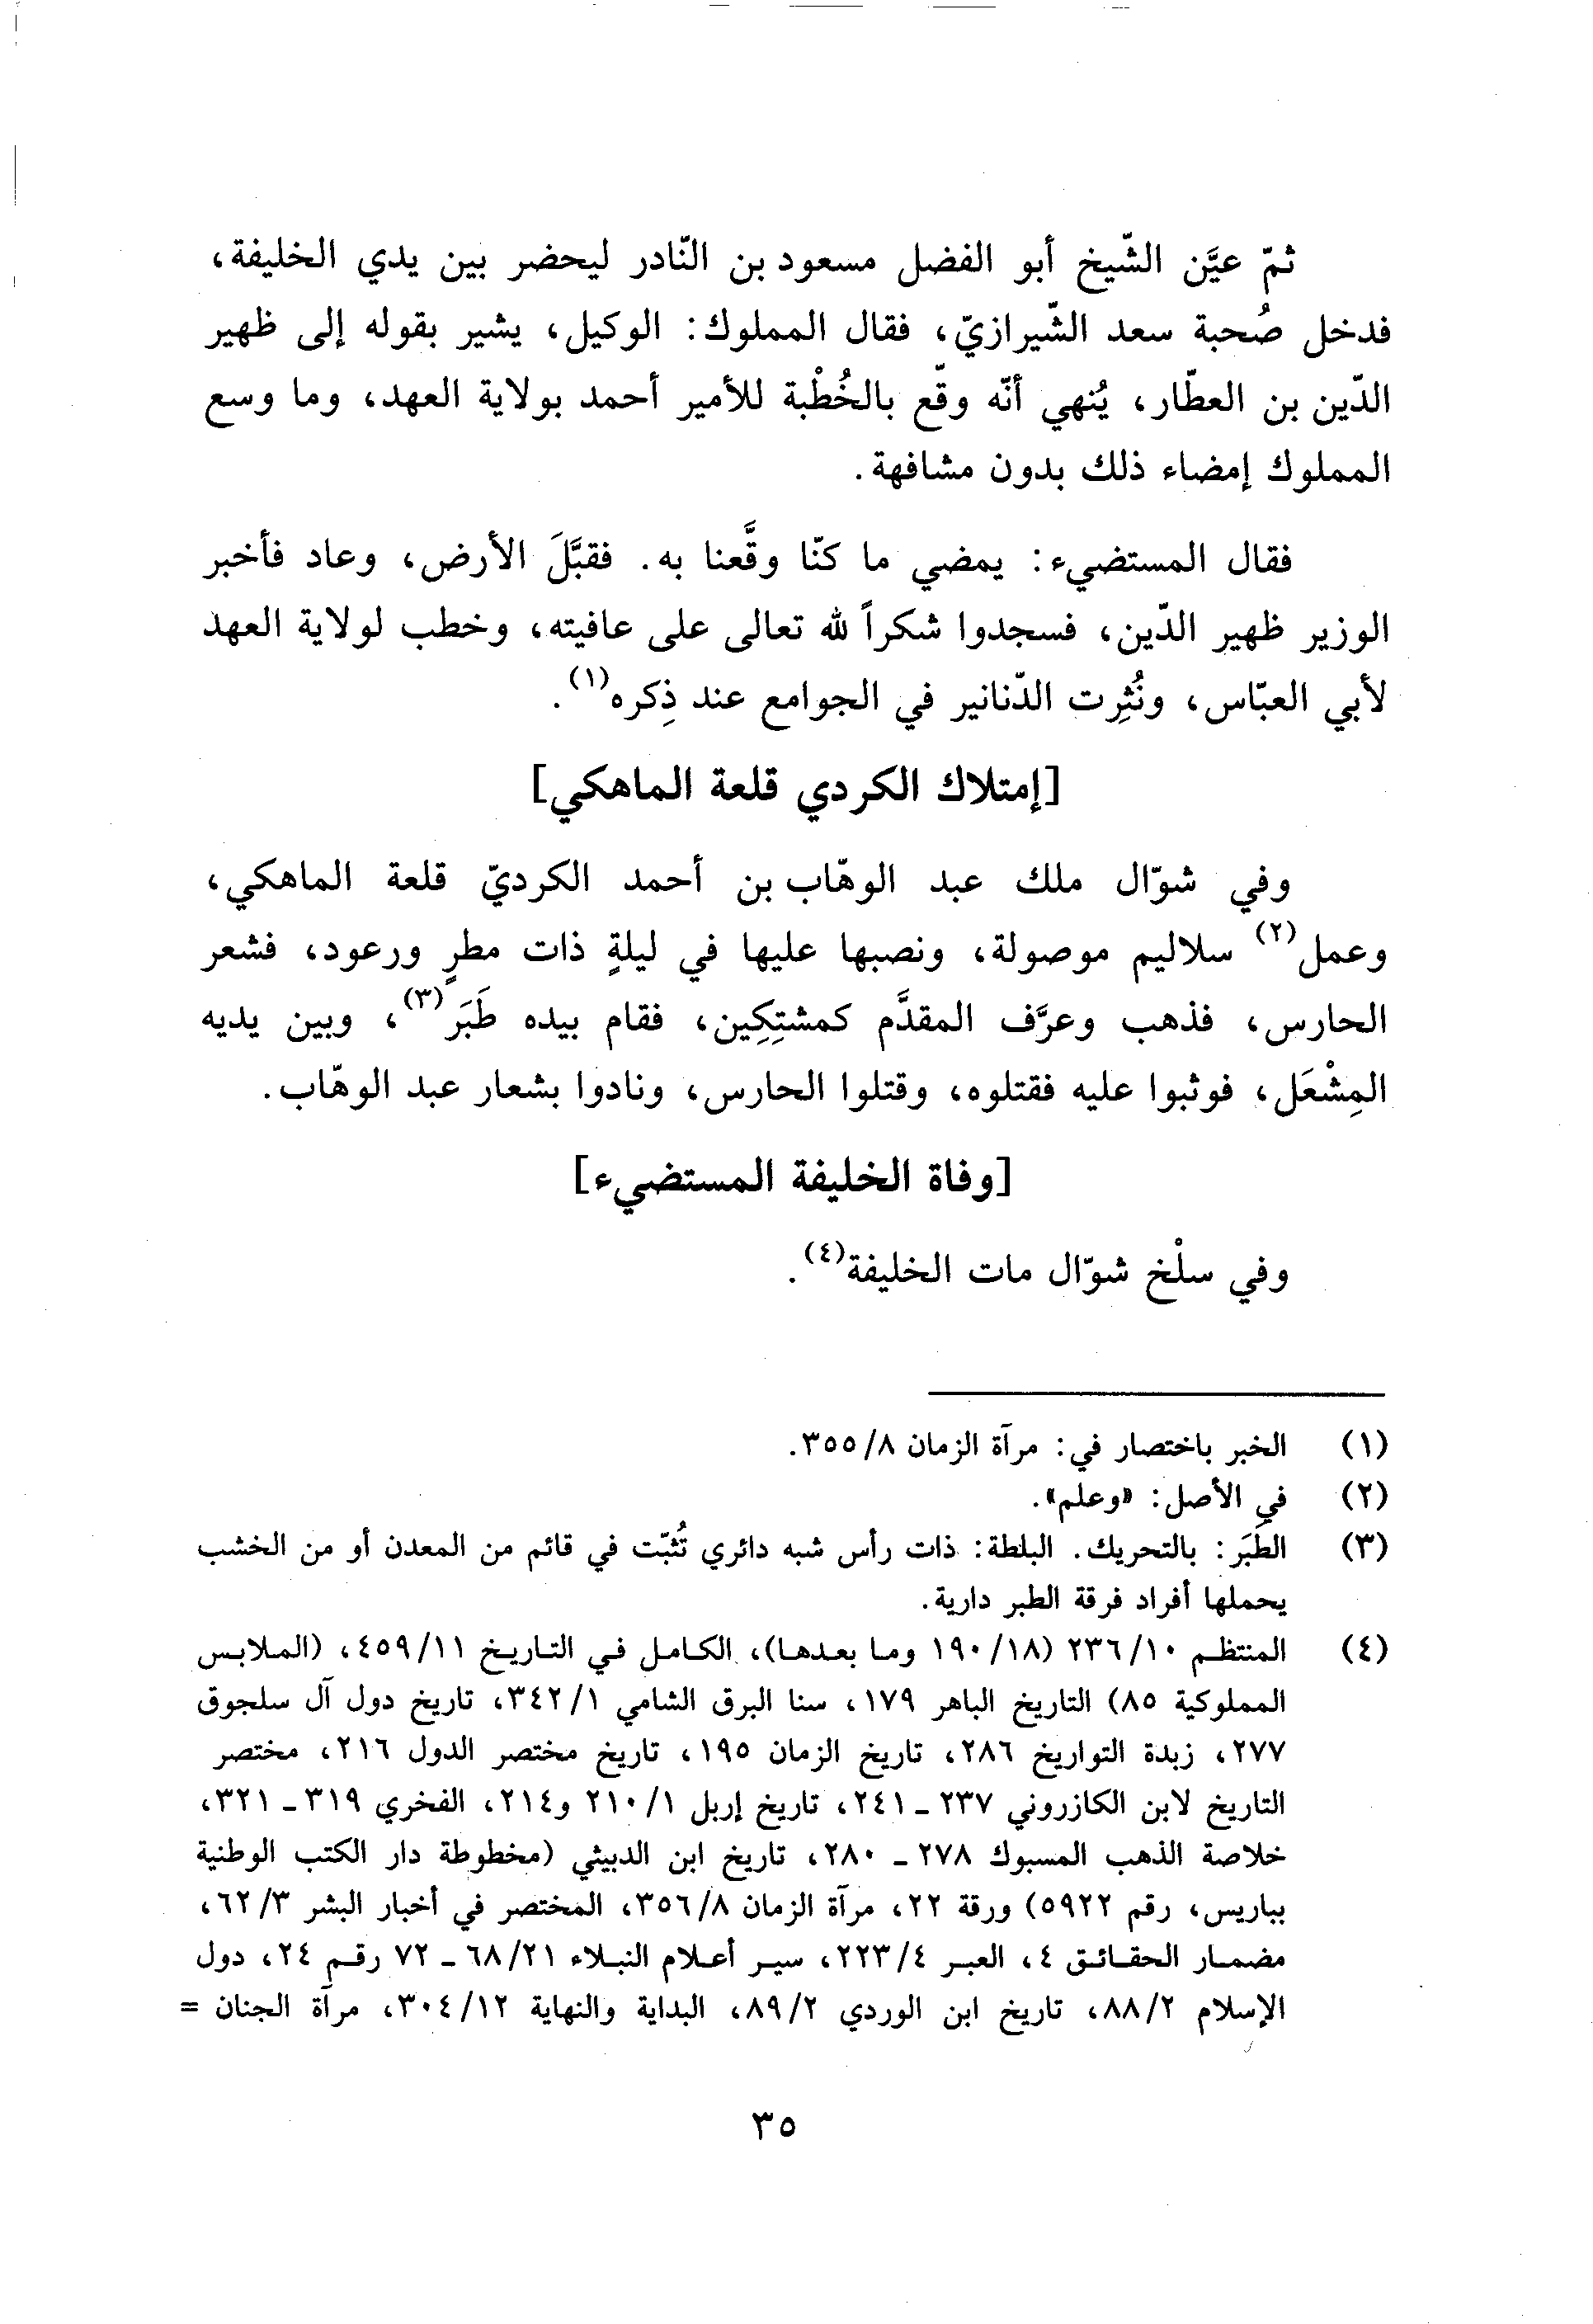 ثمّ عيَّن الشّيخ أبو الفضل مسعود بن النّادر ليحضر بين يدي الخليفة،
فدخل صُحبة سعد الشّيرازيّ، فقال المملوك: الوكيل، يشير بقوله إلى ظهير
الدّين بن العطّار، يُنهي أنّه وقّع بالخُطْبة للأمير أحمد بولاية العهد، وما وسع
المملوك إمضاء ذلك بدون مشافهة.
فقال المستضيء: يمضي ما كنّا وقَّعنا به. فقبَّلَ الأرض، وعاد فأخبر
الوزير ظهير الدّين، فسجدوا شكراً لله تعالى على عافيته، وخطب لولاية العهد
لأبي العبّاس، ونُثِرت الدّنانير في الجوامع عند ذِكره(١).
[إمتلاك الكردي قلعة الماهكي]
وفي شوّال ملك عبد الوهّاب بن أحمد الكرديّ قلعة الماهكي،
وعمل(٢) سلاليم موصولة، ونصبها عليها في ليلةٍ ذات مطرٍ ورعود، فشعر
الحارس، فذهب وعرَّف المقدَّم كمشتِكِين، فقام بيده طَبَر(٣)، وبين يديه
المِشْعَل، فوثبوا عليه فقتلوه، وقتلوا الحارس، ونادوا بشعار عبد الوهّاب.
[وفاة الخليفة المستضيء]
وفي سلْخ شوّال مات الخليفة(٤).
(١) الخبر باختصار في: مرآة الزمان ٣٥٥/٨.
(٢) في الأصل: «وعلم».
(٣) الطَبَر: بالتحريك. البلطة: ذات رأس شبه دائري تُثبّت في قائم من المعدن أو من الخشب
يحملها أفراد فرقة الطبر دارية.
(٤) المنتظم ٢٣٦/١٠ (١٩٠/١٨ وما بعدها)، الكامل في التاريخ ٤٥٩/١١، (الملابس
المملوكية ٨٥) التاريخ الباهر ١٧٩، سنا البرق الشامي ٣٤٢/١، تاريخ دول آل سلجوق
٢٧٧، زبدة التواريخ ٢٨٦، تاريخ الزمان ١٩٥، تاريخ مختصر الدول ٢١٦، مختصر
التاريخ لابن الكازروني ٢٣٧ ـ ٢٤١، تاريخ إربل ٢١٠/١ و٢١٤، الفخري ٣١٩ ـ ٣٢١،
خلاصة الذهب المسبوك ٢٧٨ ـ ٢٨٠، تاريخ ابن الدبيثي (مخطوطة دار الكتب الوطنية
بباريس، رقم ٥٩٢٢) ورقة ٢٢، مرآة الزمان ٣٥٦/٨، المختصر في أخبار البشر ٦٢/٣،
مضمار الحقائق ٤، العبر ٢٢٣/٤، سير أعلام النبلاء ٦٨/٢١ ـ ٧٢ رقم ٢٤، دول
الإسلام ٨٨/٢، تاريخ ابن الوردي ٨٩/٢، البداية والنهاية ٣٠٤/١٢، مرآة الجنان =
٣٥